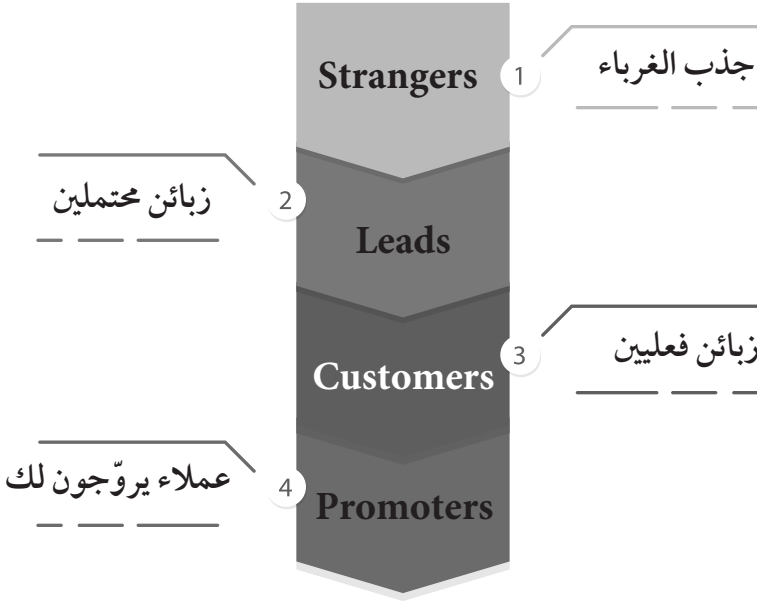 Strangers
1
جذب الغرباء
زبائن محتملين
2
Leads
Customers
3
زبائن فعليين
عملاء يروّجون لك
4
Promoters